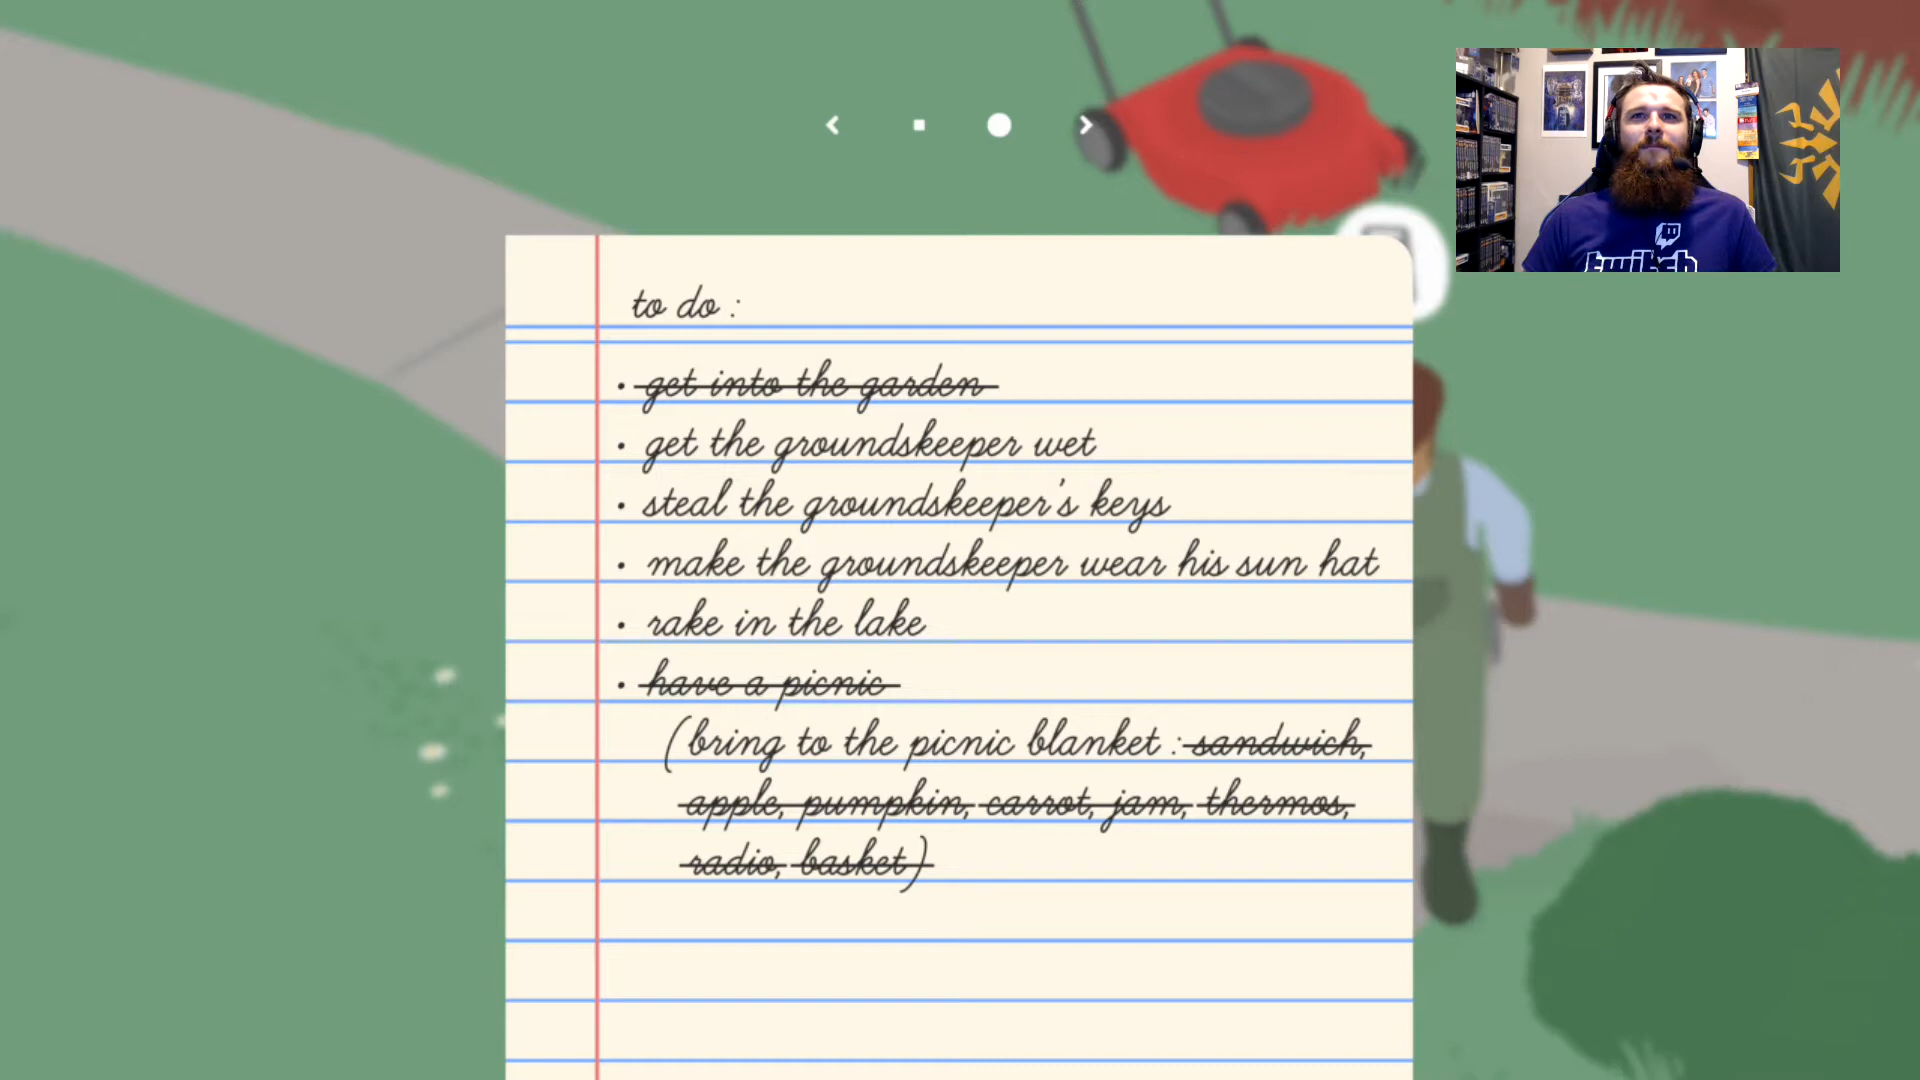 to do :
• get into the garden
• get the groundskeeper wet
• steal the groundskeeper's keys
• make the groundskeeper wear his sun hat
• rake in the lake
• have a picnic
(bring to the picnic blanket : sandwich,
apple, pumpkin, carrot, jam, thermos,
radio, basket)
twitch